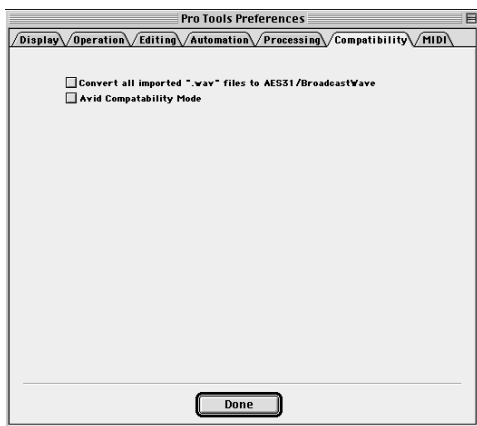 Pro Tools Preferences
Display Operation Editing Automation Processing Compatibility MIDI
Convert all imported ".wav" files to AES31/BroadcastWave
Avid Compatability Mode
Done